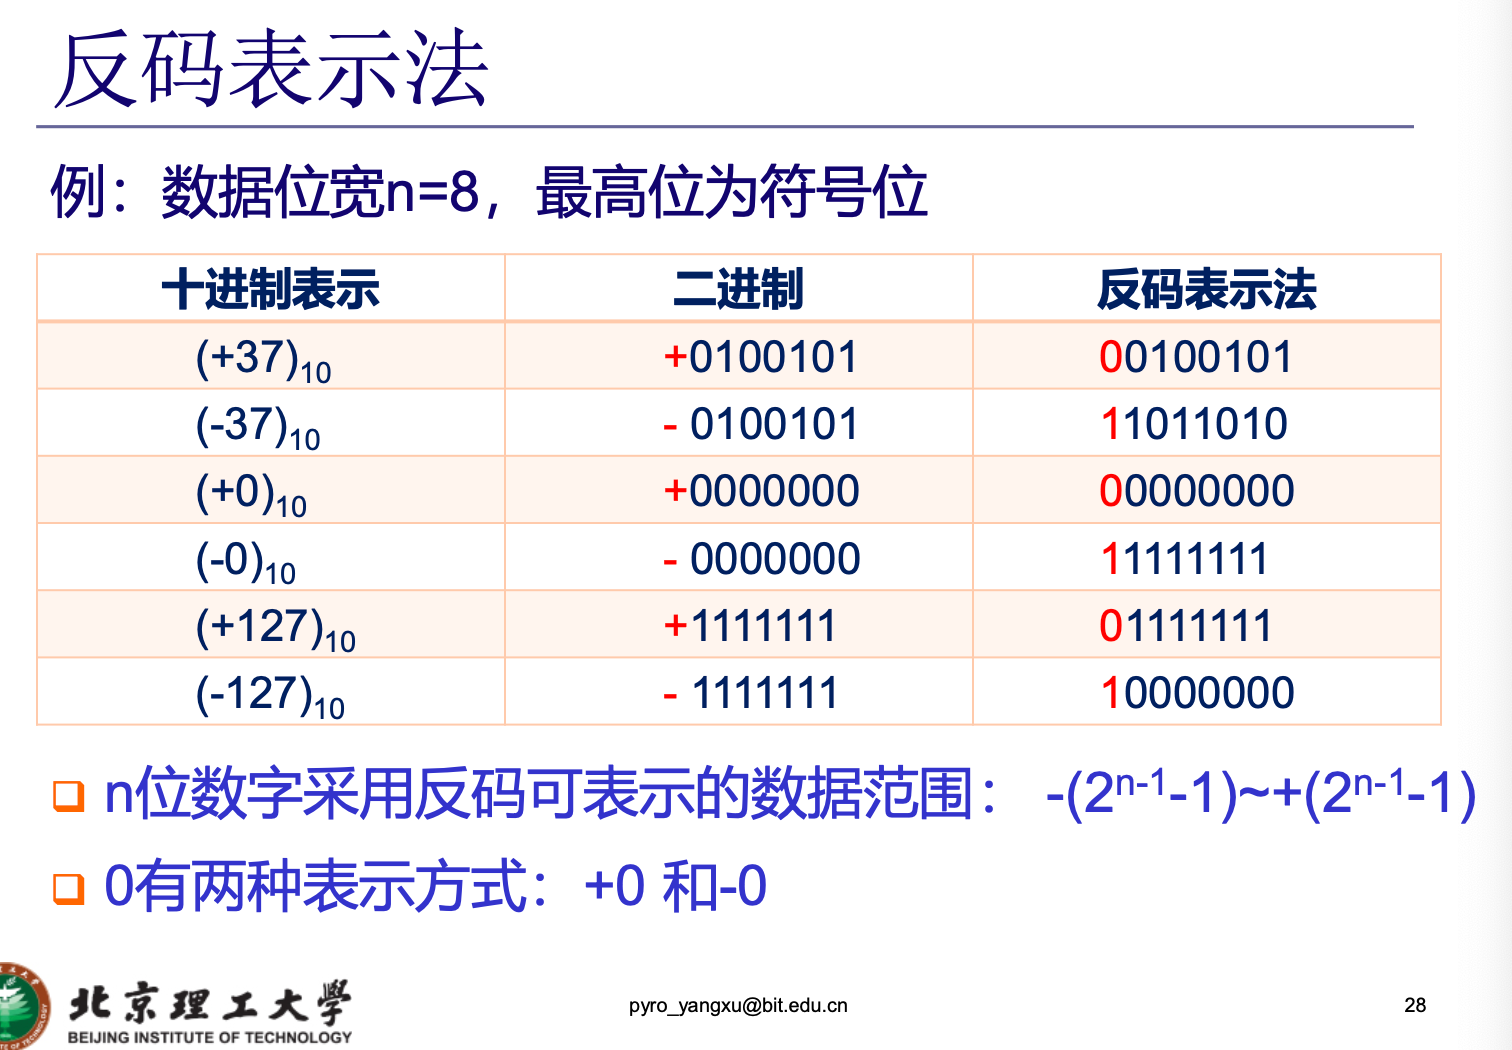 反码表示法
例：数据位宽n=8，最高位为符号位
十进制表示 二进制 反码表示法
(+37)10 +0100101 00100101
(-37)10 - 0100101 11011010
(+0)10 +0000000 00000000
(-0)10 - 0000000 11111111
(+127)10 +1111111 01111111
(-127)10 - 1111111 10000000
n位数字采用反码可表示的数据范围： -(2n-1-1)~+(2n-1-1)
0有两种表示方式：+0 和-0
北京理工大学
BEIJING INSTITUTE OF TECHNOLOGY
pyro_yangxu@bit.edu.cn
28